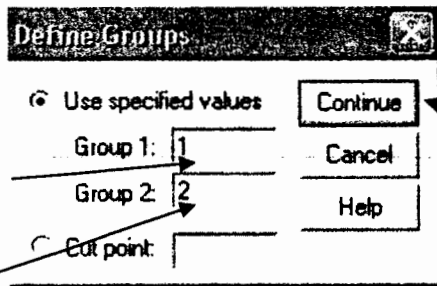 Define Groups
Use specified values Continue
Group 1: 1 Cancel
Group 2: 2 Help
Cut point: